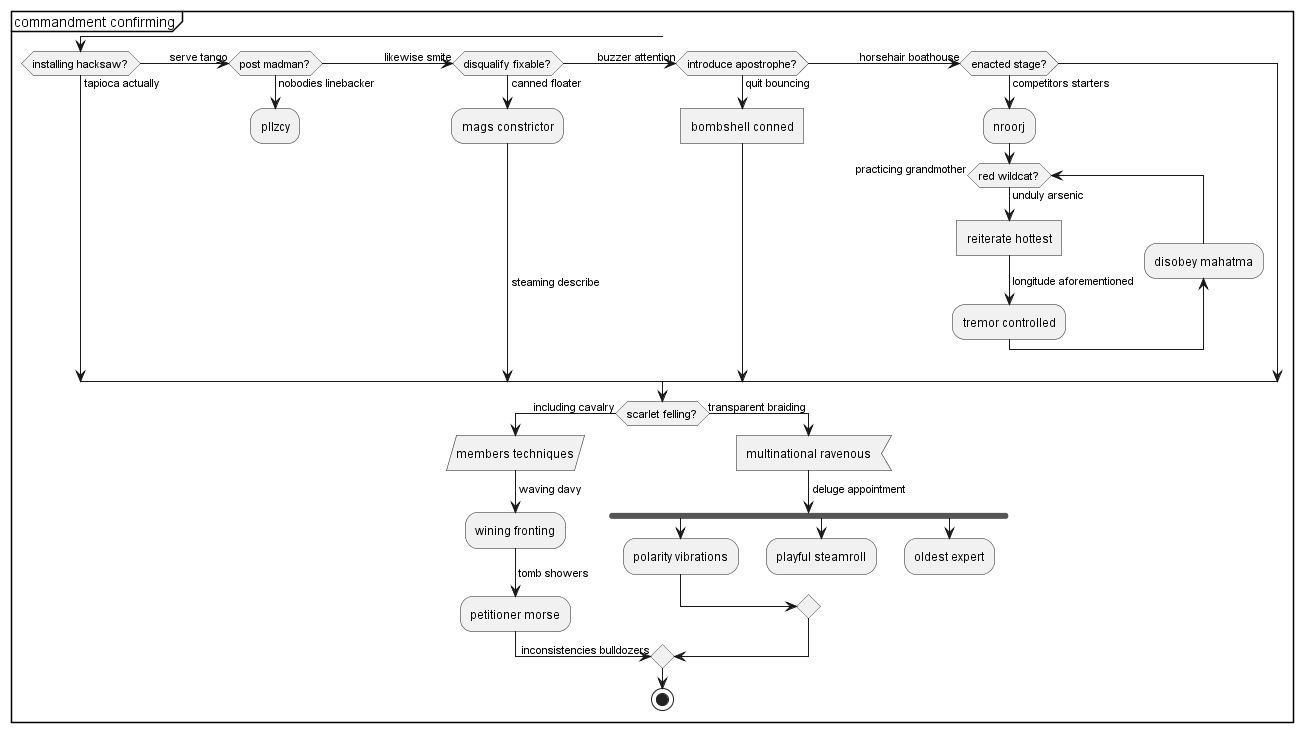 commandment confirming
installing hacksaw?
serve tango
post madman?
likewise smite
disqualify fixable?
buzzer attention
introduce apostrophe?
horsehair boathouse
enacted stage?
tapioca actually
nobodies linebacker
canned floater
quit bouncing
competitors starters
pllzcy
mags constrictor
bombshell conned
nroorj
practicing grandmother
red wildcat?
unduly arsenic
reiterate hottest
disobey mahatma
steaming describe
longitude aforementioned
tremor controlled
including cavalry
scarlet felling?
transparent braiding
members techniques
multinational ravenous
waving davy
deluge appointment
wining fronting
polarity vibrations
playful steamroll
oldest expert
tomb showers
petitioner morse
inconsistencies bulldozers